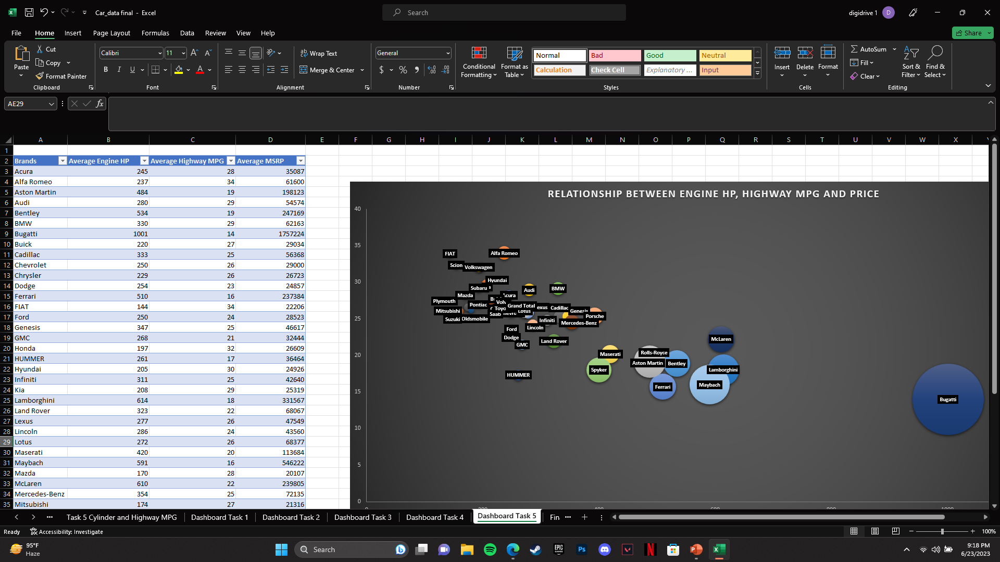 Car_data final - Excel
Search
digidrive 1
D
File Home Insert Page Layout Formulas Data Review View Help
Share
Paste
Cut
Copy
Format Painter
Clipboard
Calibri 11
B I U
Font
Wrap Text
Merge & Center
Alignment
General
$ % ,
Number
Conditional Formatting
Format as Table
Normal Bad Good Neutral
Calculation Check Cell Explanatory ... Input
Styles
Insert Delete Format
Cells
AutoSum
Fill
Clear
Sort & Filter
Find & Select
Editing
AE29
fx
A B C D E F G H I J K L M N O P Q R S T U V W X
1
2 Brands Average Engine HP Average Highway MPG Average MSRP
3 Acura 245 28 35087
4 Alfa Romeo 237 34 61600
5 Aston Martin 484 19 198123
6 Audi 280 29 54574
7 Bentley 534 19 247169
8 BMW 330 29 62163
9 Bugatti 1001 14 1757224
10 Buick 220 27 29034
11 Cadillac 333 25 56368
12 Chevrolet 250 26 29000
13 Chrysler 229 26 26723
14 Dodge 254 23 24857
15 Ferrari 510 16 237384
16 FIAT 144 34 22206
17 Ford 250 24 28523
18 Genesis 347 25 46617
19 GMC 268 21 32444
20 Honda 197 32 26609
21 HUMMER 261 17 36464
22 Hyundai 205 30 24926
23 Infiniti 311 25 42640
24 Kia 208 29 25319
25 Lamborghini 614 18 331567
26 Land Rover 323 22 68067
27 Lexus 277 26 47549
28 Lincoln 286 24 43560
29 Lotus 272 26 68377
30 Maserati 420 20 113684
31 Maybach 591 16 546222
32 Mazda 170 28 20107
33 McLaren 610 22 239805
34 Mercedes-Benz 354 25 72135
35 Mitsubishi 174 27 21316
RELATIONSHIP BETWEEN ENGINE HP, HIGHWAY MPG AND PRICE
40
35
FIAT Alfa Romeo
Scion Volkswagen
30
Hyundai
Subaru Audi BMW
Mazda Acura
Plymouth Pontiac Grand Total Cadillac
Mitsubishi Saab Lotus Genesis Porsche
25
Suzuki Oldsmobile Infiniti Mercedes-Benz
Ford Lincoln
Dodge Land Rover McLaren
GMC
20
Maserati Rolls-Royce
Aston Martin Bentley
Spyker Lamborghini
HUMMER
Ferrari Maybach
15
Bugatti
10
5
0
Task 5 Cylinder and Highway MPG Dashboard Task 1 Dashboard Task 2 Dashboard Task 3 Dashboard Task 4 Dashboard Task 5 Fin
Ready Accessibility: Investigate
100%
95°F
Haze
Search
EPIC GAMES
Ps
9:18 PM
6/23/2023